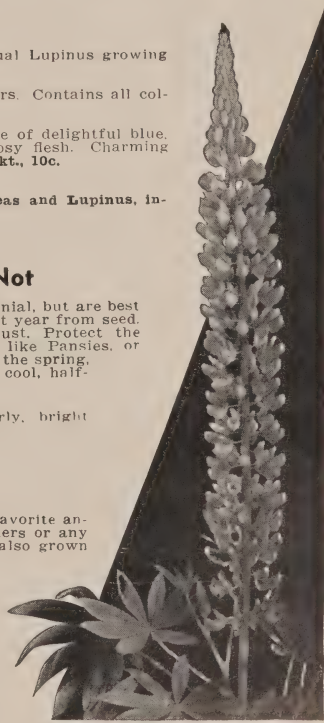 al Lupinus growing
rs. Contains all col-
e of delightful blue,
osy flesh. Charming
kt., 10c.
eas and Lupinus, in-
Not
nial, but are best
t year from seed.
ust. Protect the
like Pansies, or
the spring,
cool, half-
rly, bright
avorite an-
ers or any
also grown